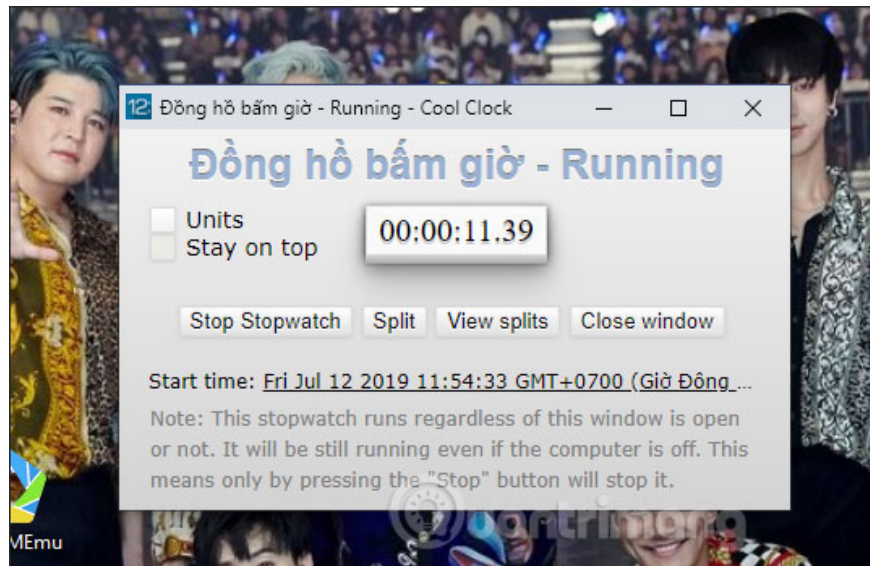 12: Đồng hồ bấm giờ - Running - Cool Clock
Đồng hồ bấm giờ - Running
Units
Stay on top
00:00:11.39
Stop Stopwatch Split View splits Close window
Start time: Fri Jul 12 2019 11:54:33 GMT+0700 (Giờ Đông ...
Note: This stopwatch runs regardless of this window is open
or not. It will be still running even if the computer is off. This
means only by pressing the "Stop" button will stop it.
Quantrimang
MEmu